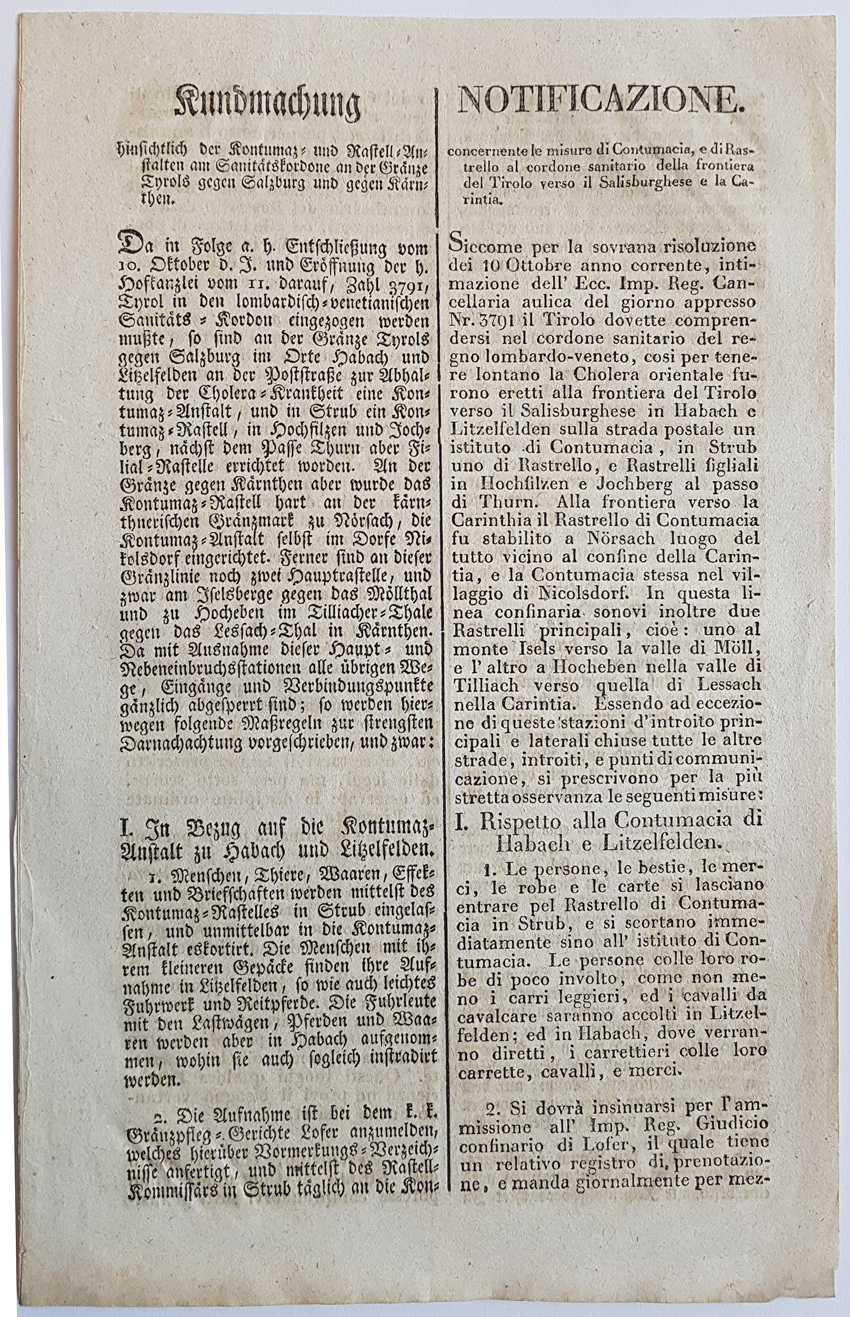 Kundmachung
hinsichtlich der Kontumaz- und Rastell-An-
stalten am Sanitätskordone an der Gränze
Tyrols gegen Salzburg und gegen Kärn-
then.
Da in Folge a. h. Entschließung vom
10. Oktober d. J. und Eröffnung der h.
Hofkanzlei vom 11. darauf, Zahl 3791,
Tyrol in den lombardisch-venetianischen
Sanitäts-Kordon eingezogen werden
mußte, so sind an der Gränze Tyrols
gegen Salzburg im Orte Habach und
Litzelfelden an der Poststraße zur Abhal-
tung der Cholera-Krankheit eine Kon-
tumaz-Anstalt, und in Strub ein Kon-
tumaz-Rastell, in Hochfilzen und Joch-
berg, nächst dem Passe Thurn aber Fi-
lial-Rastelle errichtet worden. An der
Gränze gegen Kärnthen aber wurde das
Kontumaz-Rastell hart an der kärn-
thnerischen Gränzmark zu Nörsach, die
Kontumaz-Anstalt selbst im Dorfe Ni-
kolsdorf eingerichtet. Ferner sind an dieser
Gränzlinie noch zwei Hauptrastelle, und
zwar am Iselsberge gegen das Möllthal
und zu Hocheben im Tilliacher-Thale
gegen das Lessach-Thal in Kärnthen.
Da mit Ausnahme dieser Haupt- und
Nebeneinbruchsstationen alle übrigen We-
ge, Eingänge und Verbindungspunkte
gänzlich abgesperrt sind; so werden hier-
wegen folgende Maßregeln zur strengsten
Darnachachtung vorgeschrieben, und zwar:
I. In Bezug auf die Kontumaz-
Anstalt zu Habach und Litzelfelden.
1. Menschen, Thiere, Waaren, Effek-
ten und Briefschaften werden mittelst des
Kontumaz-Rastelles in Strub eingelas-
sen, und unmittelbar in die Kontumaz-
Anstalt eskortirt. Die Menschen mit ih-
rem kleineren Gepäcke finden ihre Auf-
nahme in Litzelfelden, so wie auch leichtes
Fuhrwerk und Reitpferde. Die Fuhrleute
mit den Lastwägen, Pferden und Waa-
ren werden aber in Habach aufgenom-
men, wohin sie auch sogleich instradirt
werden.
2. Die Aufnahme ist bei dem k. k.
Gränzpfleg-Gerichte Lofer anzumelden,
welches hierüber Vormerkungs-Verzeich-
nisse anfertigt, und mittelst des Rastell-
Kommissärs in Strub täglich an die Kon-
NOTIFICAZIONE.
concernente le misure di Contumacia, e di Ras-
trello al cordone sanitario della frontiera
del Tirolo verso il Salisburghese e la Ca-
rintia.
Siccome per la sovrana risoluzione
dei 10 Ottobre anno corrente, inti-
mazione dell' Ecc. Imp. Reg. Can-
cellaria aulica del giorno appresso
Nr. 3791 il Tirolo dovette compren-
dersi nel cordone sanitario del re-
gno lombardo-veneto, così per tene-
re lontano la Cholera orientale fu-
rono eretti alla frontiera del Tirolo
verso il Salisburghese in Habach e
Litzelfelden sulla strada postale un
istituto di Contumacia, in Strub
uno di Rastrello, e Rastrelli figliali
in Hochfilzen e Jochberg al passo
di Thurn. Alla frontiera verso la
Carinthia il Rastrello di Contumacia
fu stabilito a Nörsach luogo del
tutto vicino al confine della Carin-
tia, e la Contumacia stessa nel vil-
laggio di Nicolsdorf. In questa li-
nea confinaria sonovi inoltre due
Rastrelli principali, cioè: uno al
monte Isels verso la valle di Möll,
e l'altro a Hocheben nella valle di
Tilliach verso quella di Lessach
nella Carintia. Essendo ad eccezio-
ne di queste stazioni d'introito prin-
cipali e laterali chiuse tutte le altre
strade, introiti, e punti di communi-
cazione, si prescrivono per la più
stretta osservanza le seguenti misure:
I. Rispetto alla Contumacia di
Habach e Litzelfelden.
1. Le persone, le bestie, le mer-
ci, le robe e le carte si lasciano
entrare pel Rastrello di Contuma-
cia in Strub, e si scortano imme-
diatamente sino all' istituto di Con-
tumacia. Le persone colle loro ro-
be di poco involto, come non me-
no i carri leggieri, ed i cavalli da
cavalcare saranno accolti in Litzel-
felden; ed in Habach, dove verran-
no diretti, i carrettieri colle loro
carrette, cavalli, e merci.
2. Si dovrà insinuarsi per l'am-
missione all' Imp. Reg. Giudicio
confinario di Lofer, il quale tiene
un relativo registro di prenotazio-
ne, e manda giornalmente per mez-